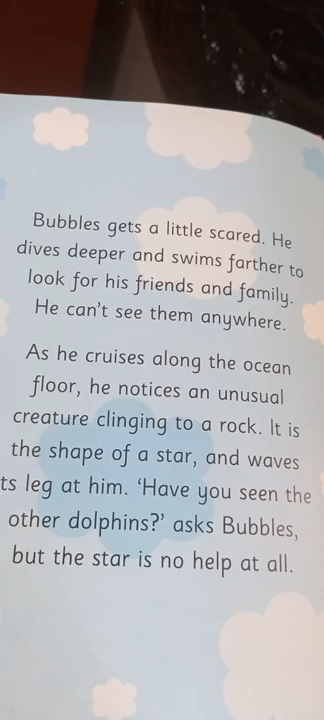 Bubbles gets a little scared. He
dives deeper and swims farther to
look for his friends and family.
He can't see them anywhere.
As he cruises along the ocean
floor, he notices an unusual
creature clinging to a rock. It is
the shape of a star, and waves
ts leg at him. ‘Have you seen the
other dolphins?’ asks Bubbles,
but the star is no help at all.